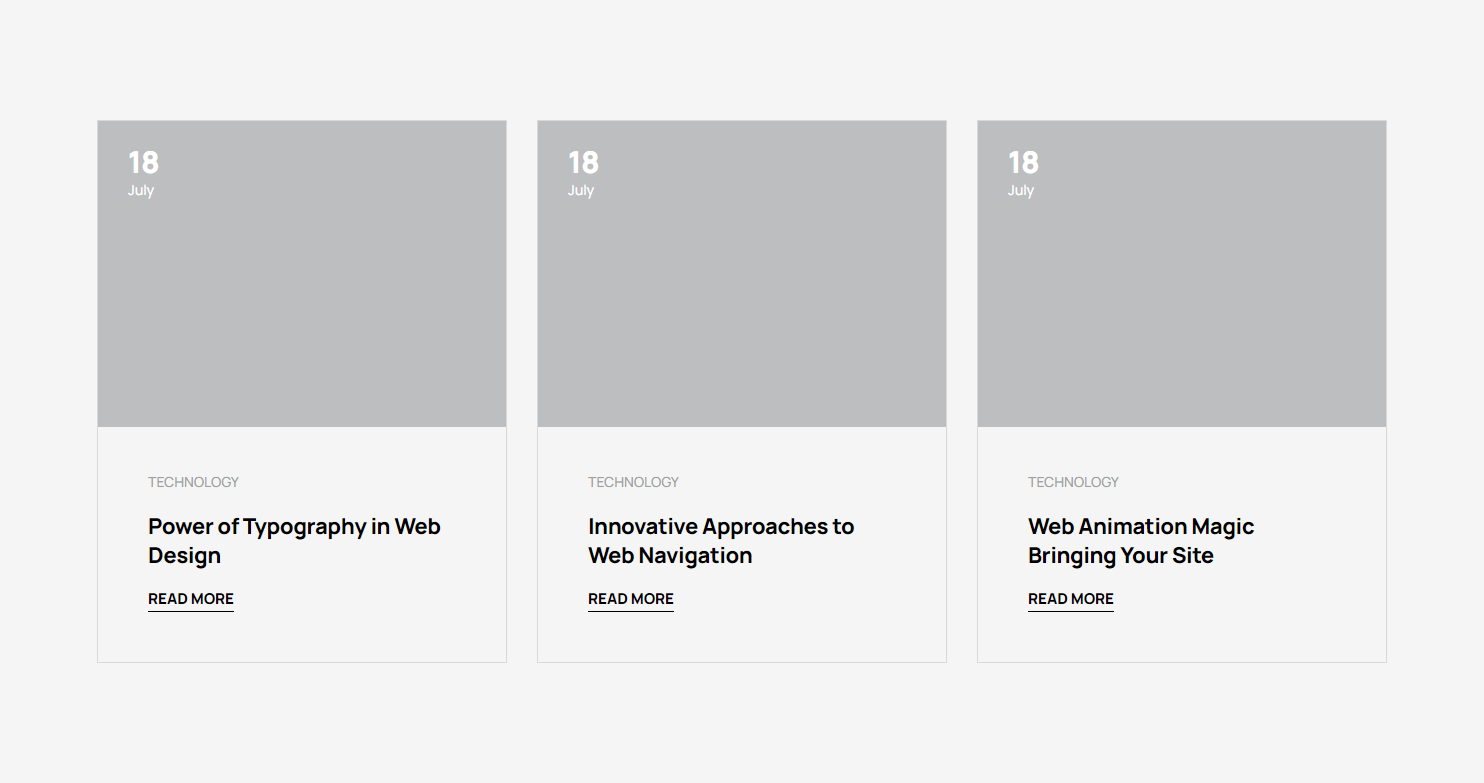 18
July
TECHNOLOGY
Power of Typography in Web
Design
READ MORE
18
July
TECHNOLOGY
Innovative Approaches to
Web Navigation
READ MORE
18
July
TECHNOLOGY
Web Animation Magic
Bringing Your Site
READ MORE